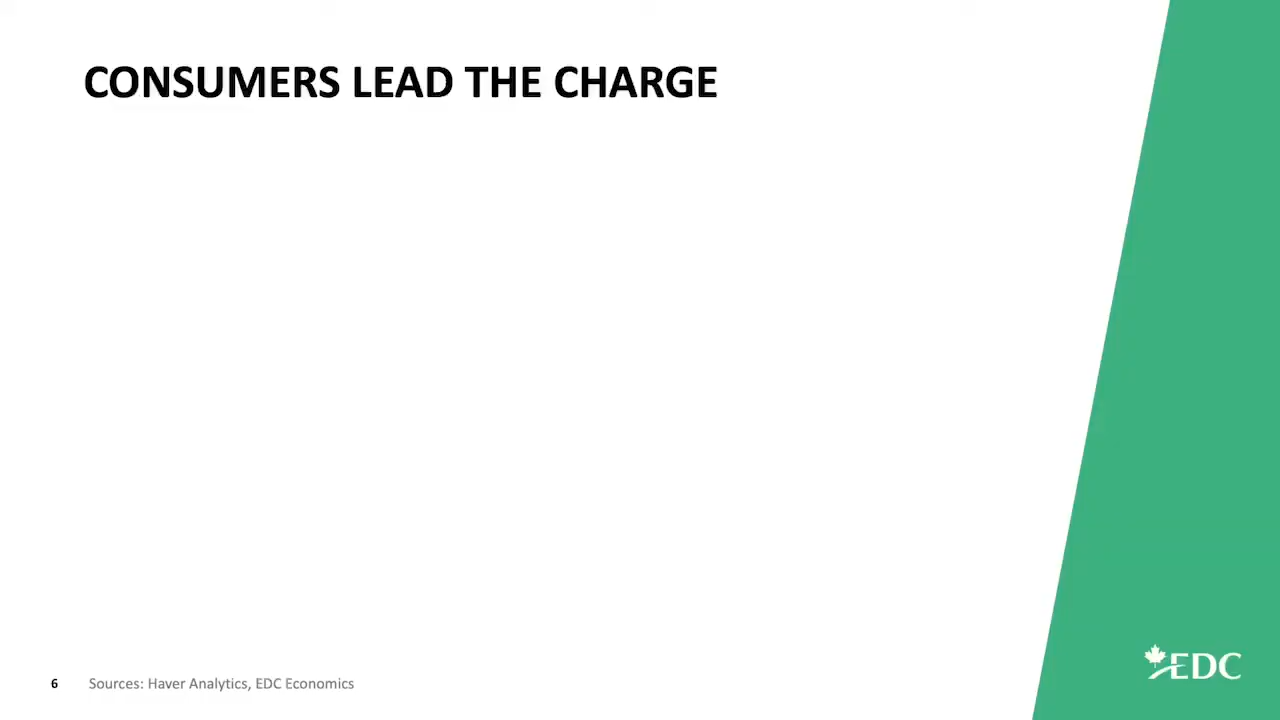 CONSUMERS LEAD THE CHARGE
6 Sources: Haver Analytics, EDC Economics
EDC